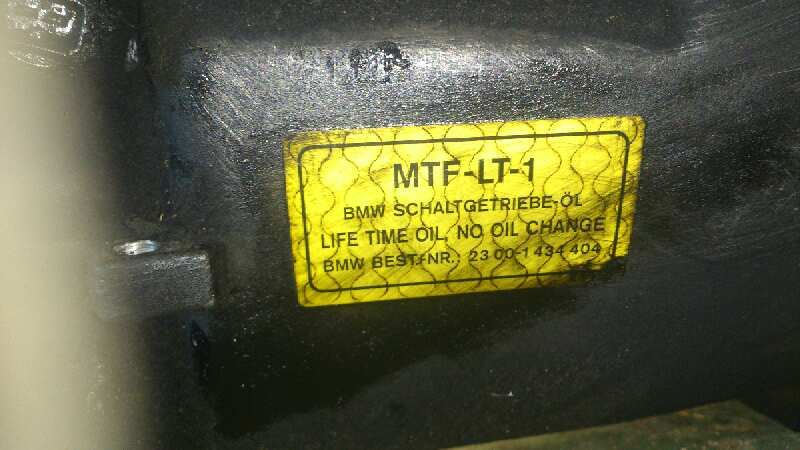 MTF-LT-1
BMW SCHALTGETRIEBE-ÖL
LIFE TIME OIL, NO OIL CHANGE
BMW BEST.-NR.: 23 00-1 434 404